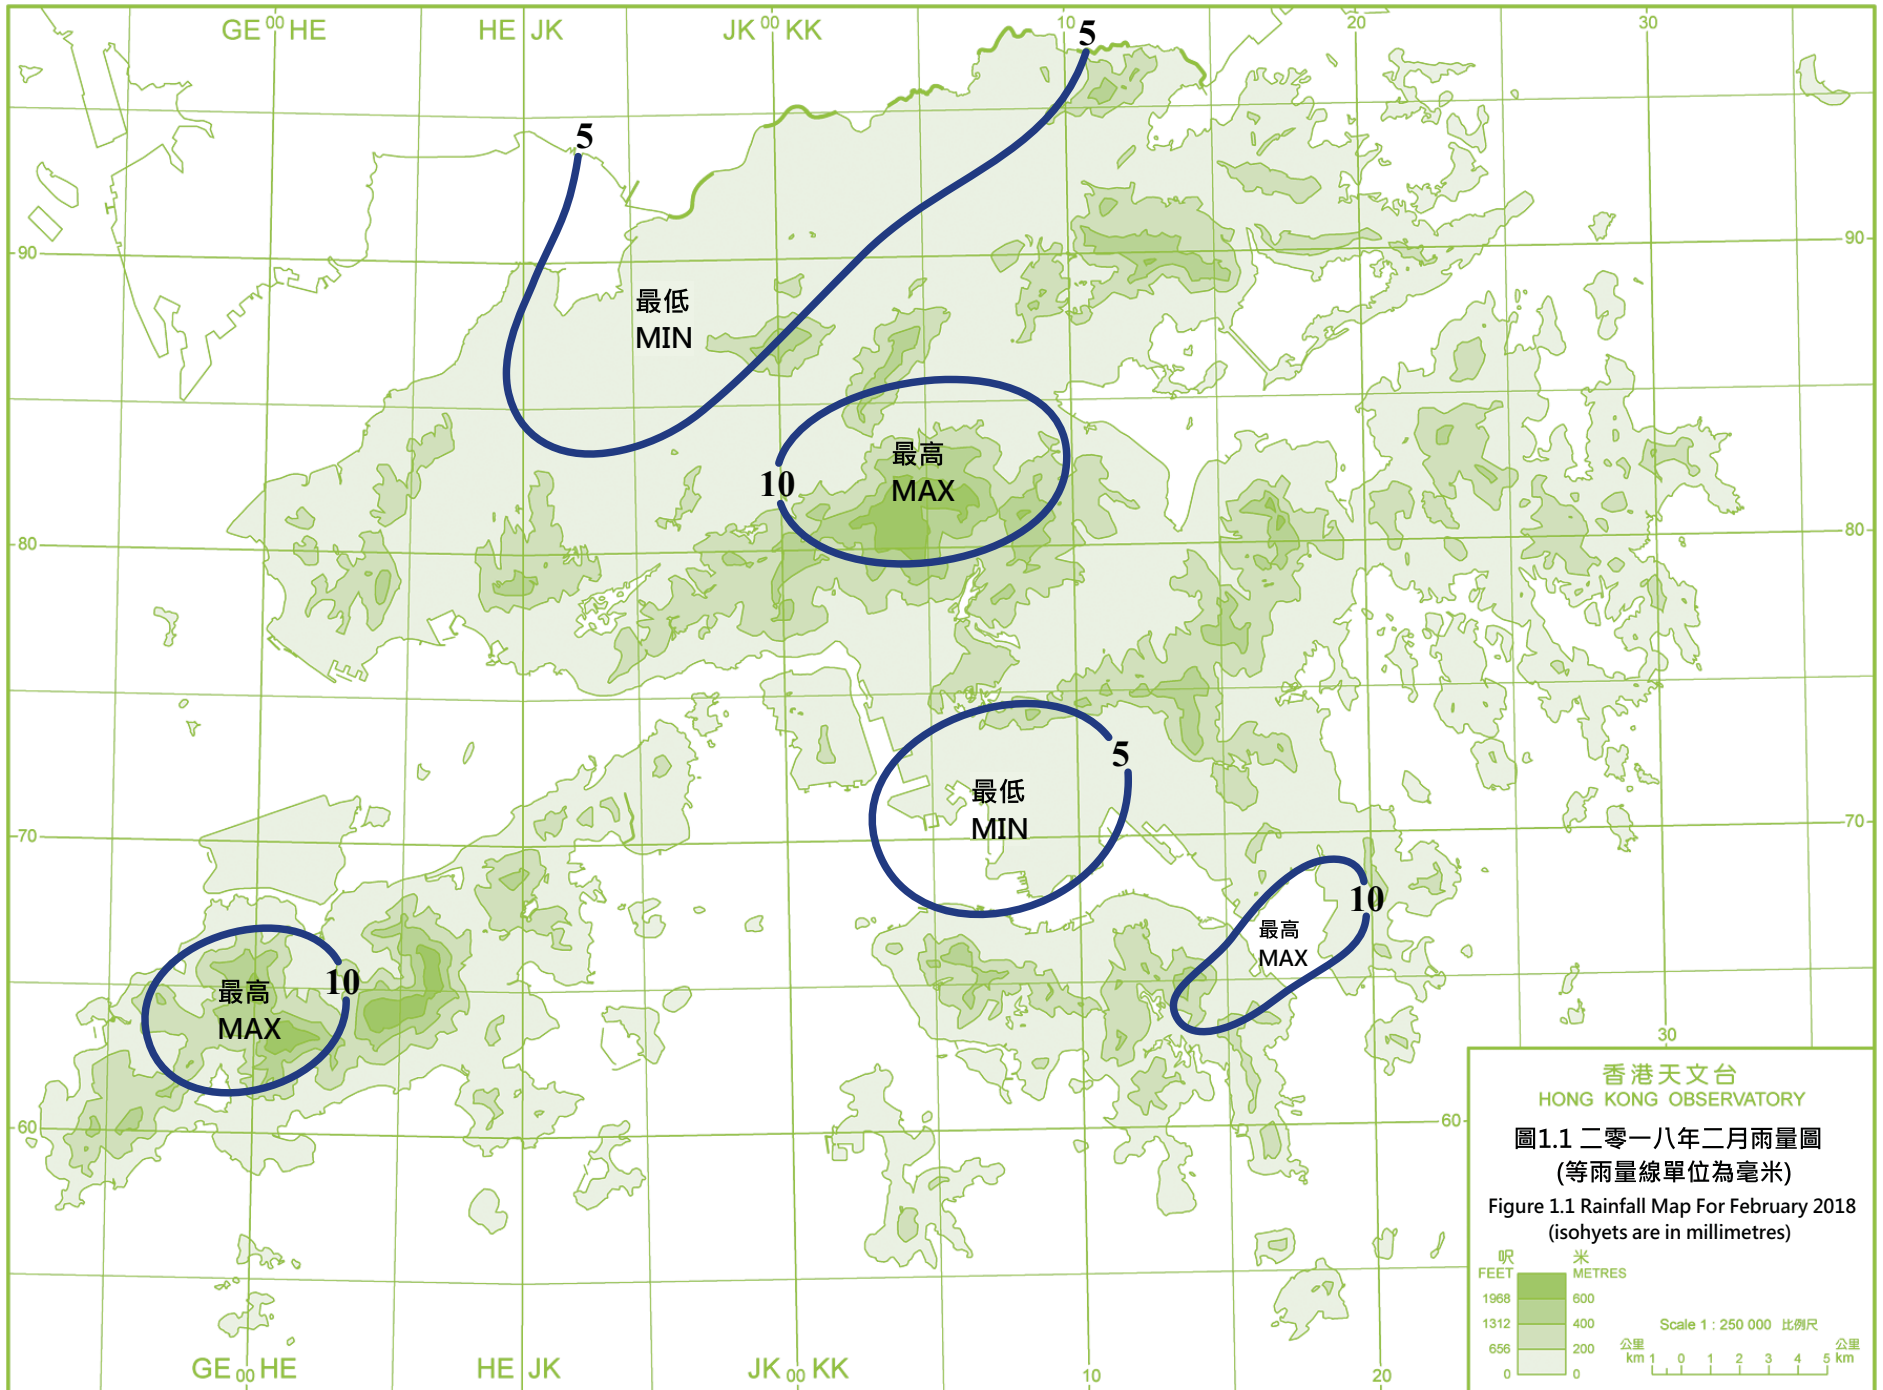 GE 00 HE
HE JK
JK 00 KK
10
20
30
5
5
90
90
最低
MIN
最高
MAX
10
80
80
5
最低
MIN
70
70
10
最高
MAX
10
最高
MAX
30
60
60
香港天文台
HONG KONG OBSERVATORY
圖1.1 二零一八年二月雨量圖
(等雨量線單位為毫米)
Figure 1.1 Rainfall Map For February 2018
(isohyets are in millimetres)
呎 米
FEET METRES
1968 600
1312 400
656 200
0 0
Scale 1 : 250 000 比例尺
公里 公里
km 1 0 1 2 3 4 5 km
GE 00 HE
HE JK
JK 00 KK
10
20